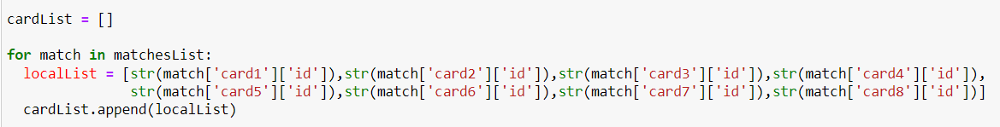 cardList = []
for match in matchesList:
localList = [str(match['card1']['id']),str(match['card2']['id']),str(match['card3']['id']),str(match['card4']['id']),
str(match['card5']['id']),str(match['card6']['id']),str(match['card7']['id']),str(match['card8']['id'])]
cardList.append(localList)